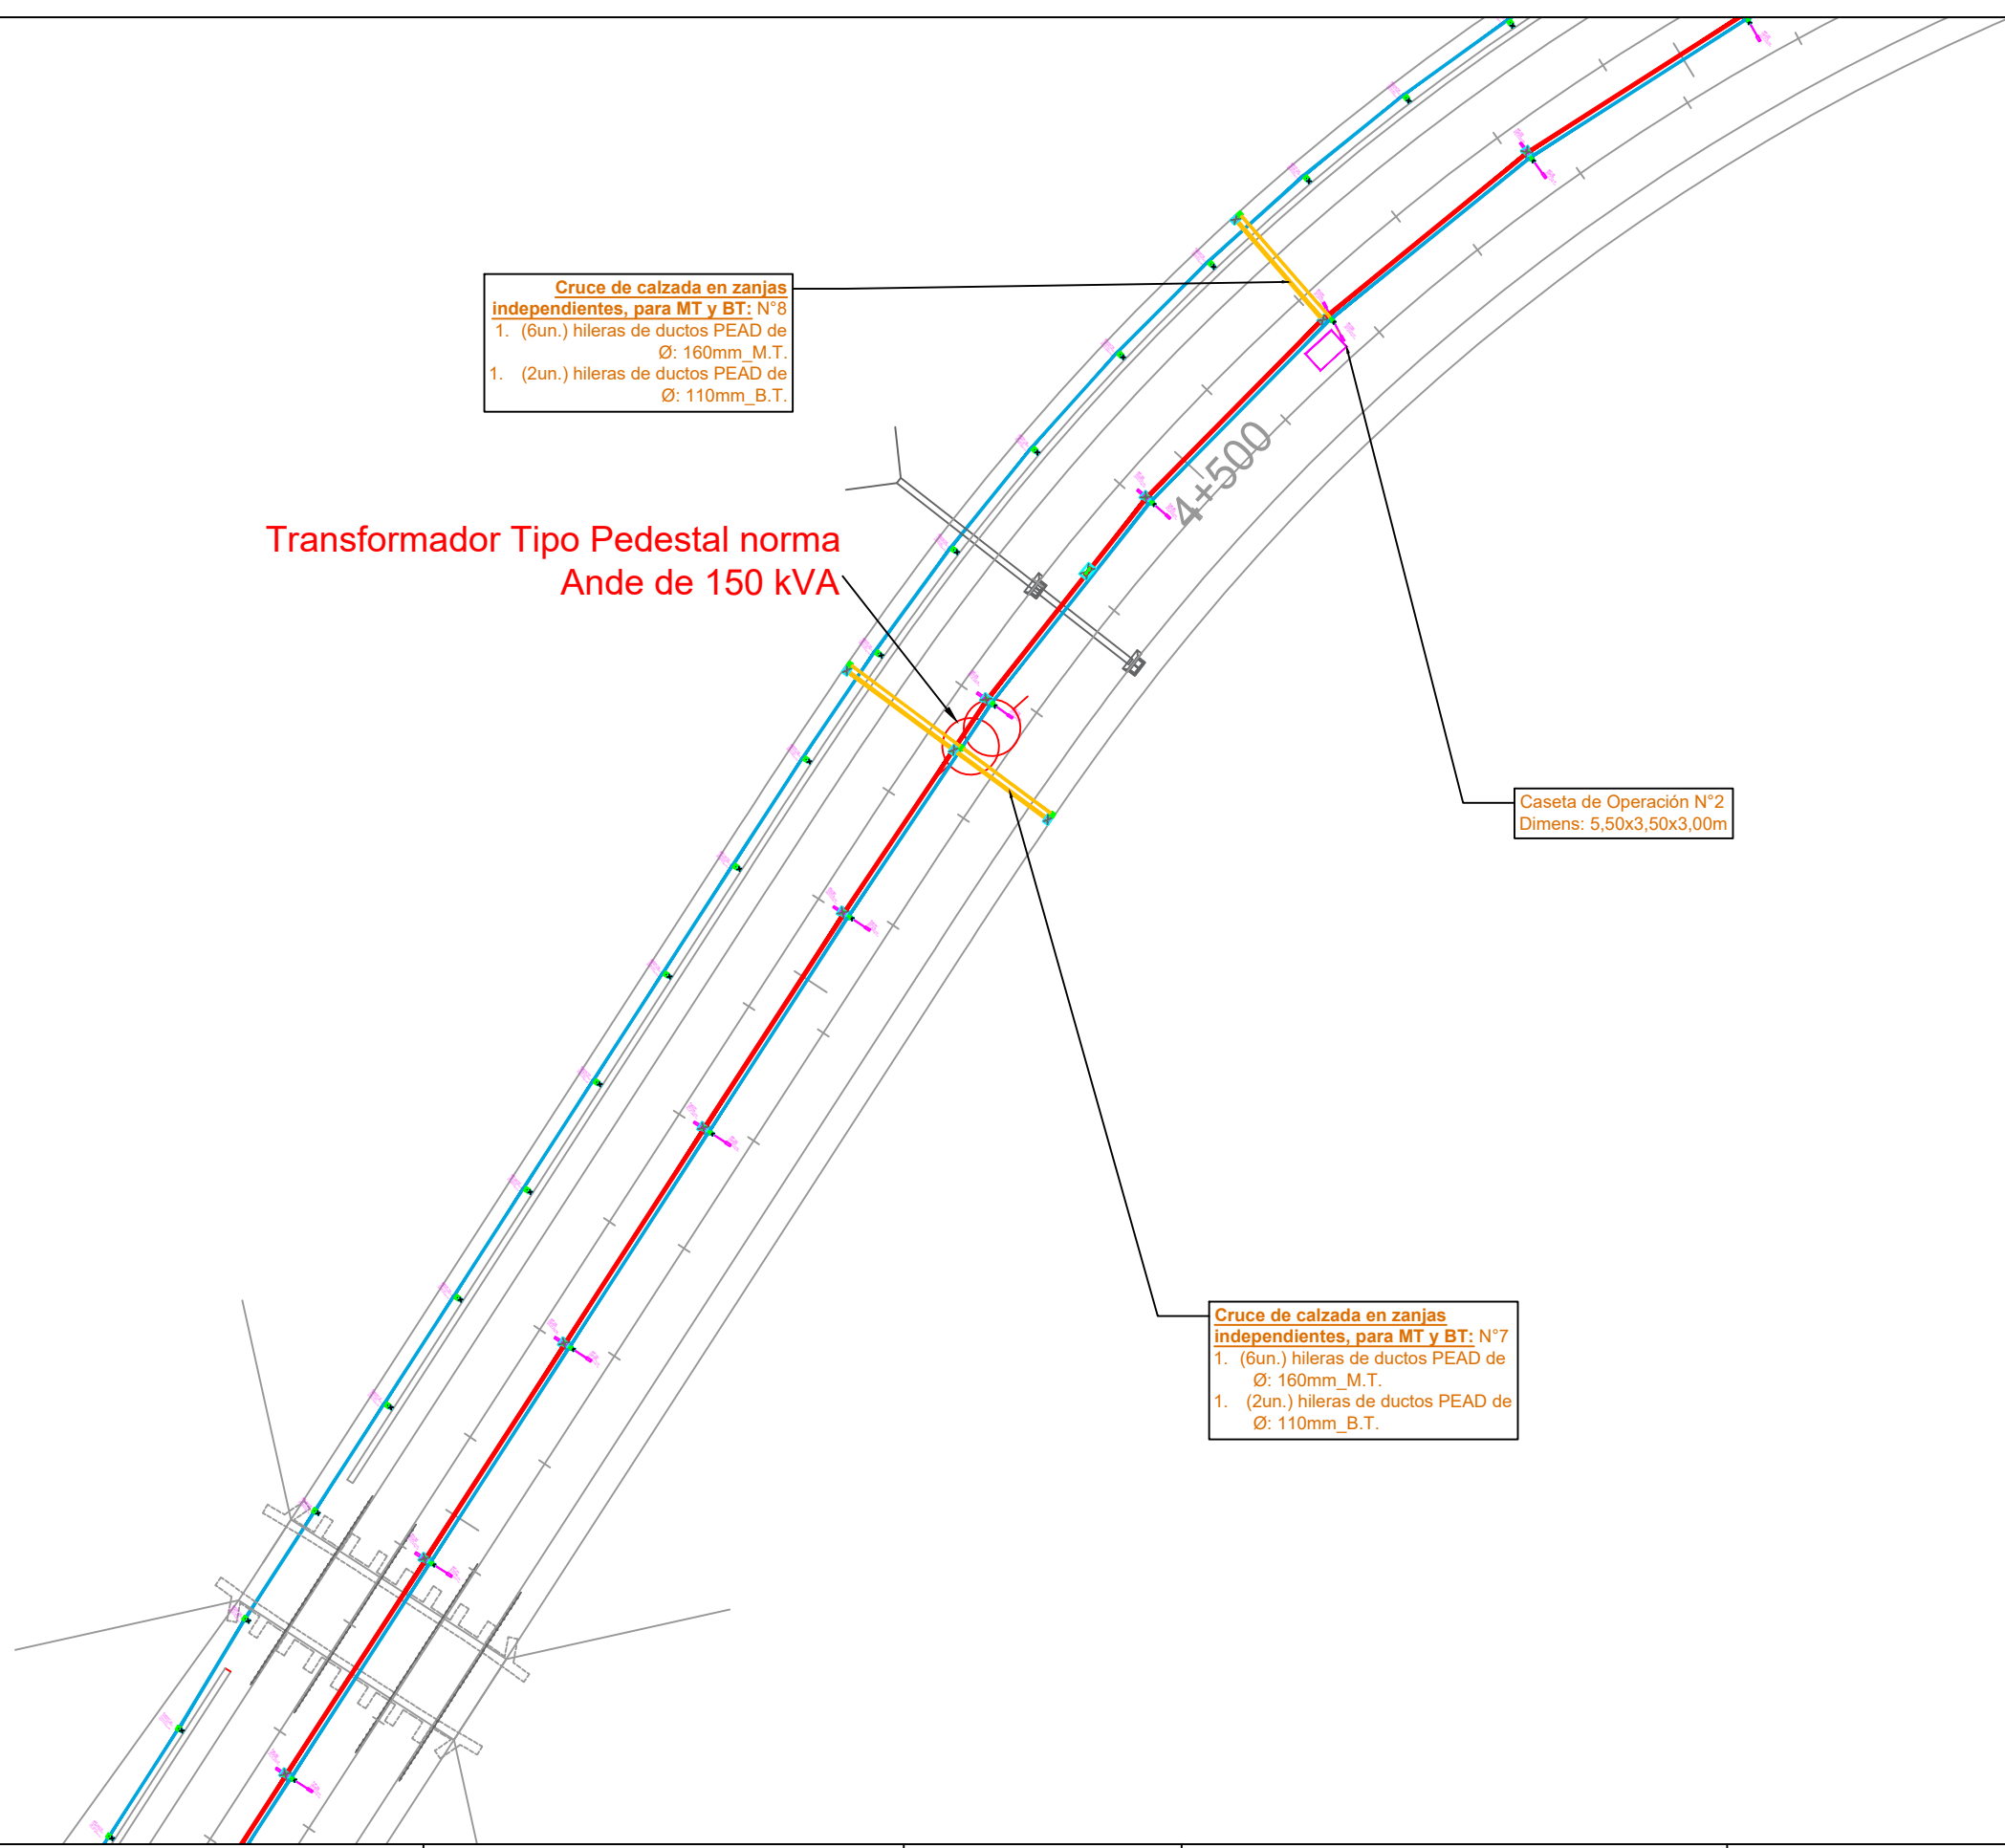 Cruce de calzada en zanjas
independientes, para MT y BT: N°8
1. (6un.) hileras de ductos PEAD de
Ø: 160mm_M.T.
1. (2un.) hileras de ductos PEAD de
Ø: 110mm_B.T.
4+500
Transformador Tipo Pedestal norma
Ande de 150 kVA
Caseta de Operación N°2
Dimens: 5,50x3,50x3,00m
Cruce de calzada en zanjas
independientes, para MT y BT: N°7
1. (6un.) hileras de ductos PEAD de
Ø: 160mm_M.T.
1. (2un.) hileras de ductos PEAD de
Ø: 110mm_B.T.